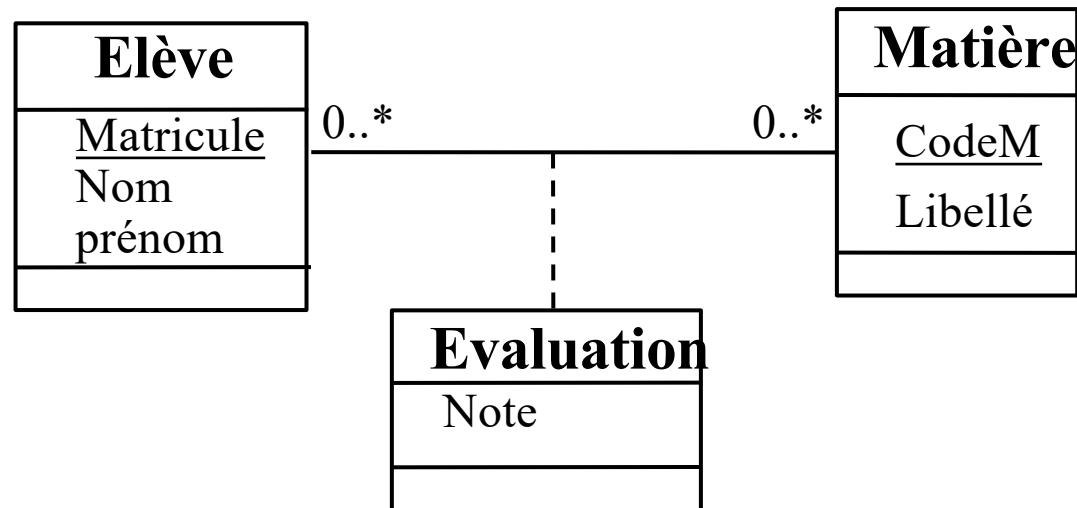 Elève
Matricule
Nom
prénom
0..*
0..*
Matière
CodeM
Libellé
Evaluation
Note